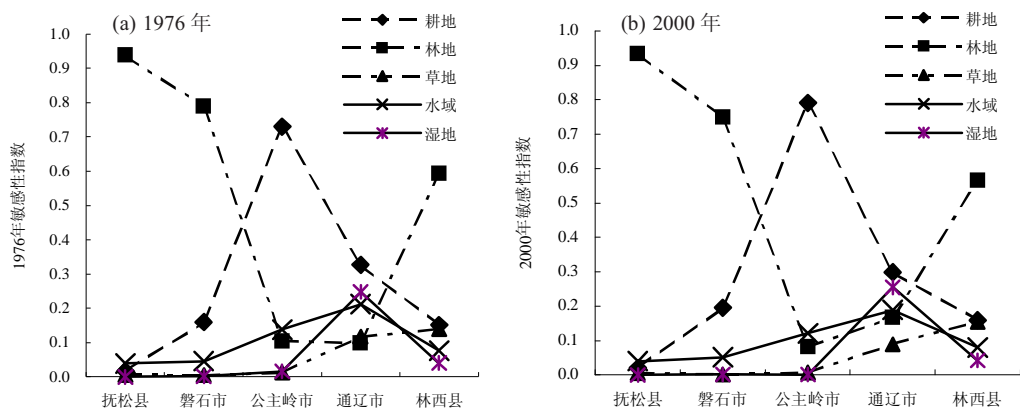 (a) 1976 年
耕地
林地
草地
水域
湿地
1976年敏感性指数
1.0
0.9
0.8
0.7
0.6
0.5
0.4
0.3
0.2
0.1
0.0
抚松县 磐石市 公主岭市 通辽市 林西县
(b) 2000 年
耕地
林地
草地
水域
湿地
2000年敏感性指数
1.0
0.9
0.8
0.7
0.6
0.5
0.4
0.3
0.2
0.1
0.0
抚松县 磐石市 公主岭市 通辽市 林西县